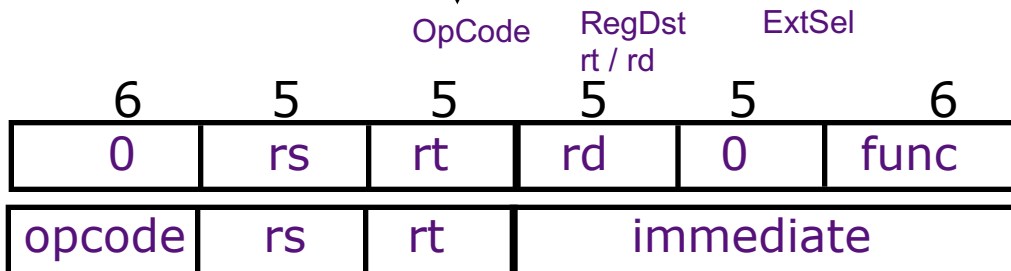 OpCode RegDst ExtSel
rt / rd
6 5 5 5 5 6
0 rs rt rd 0 func
opcode rs rt immediate